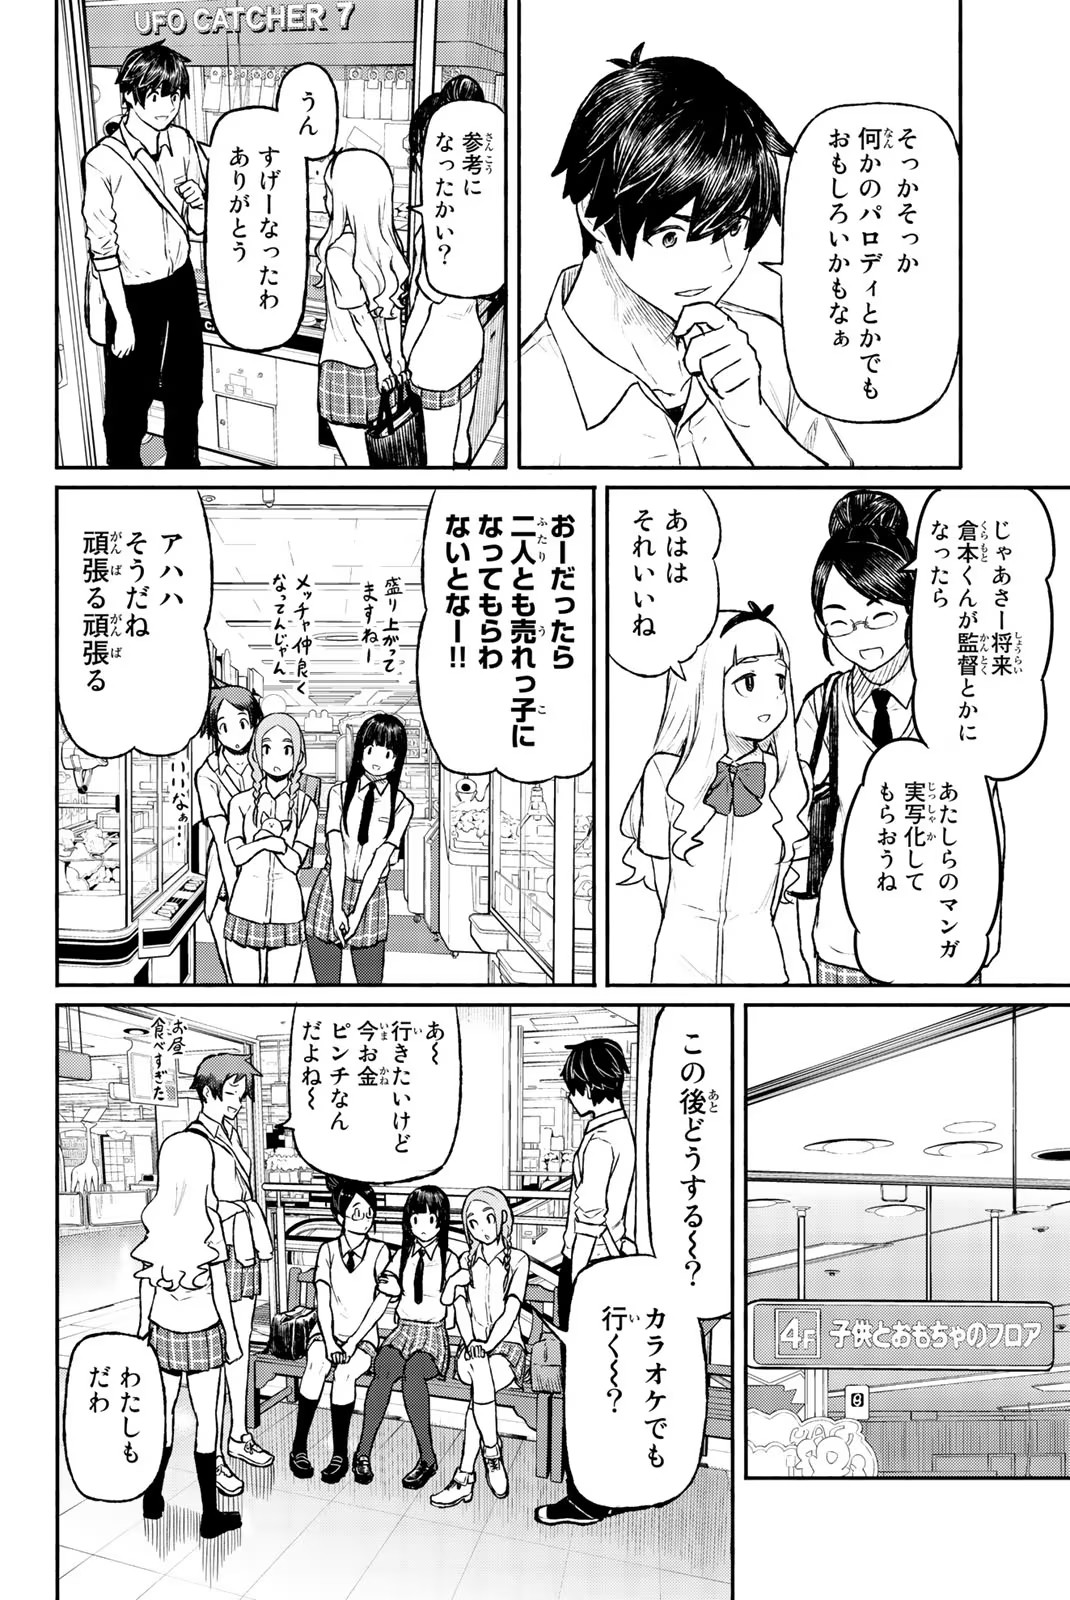 そっかそっか
何かのパロディとかでも
おもしろいかもなぁ
UFO CATCHER 7
参考に
なったかい？
うん
すげーなったわ
ありがとう
じゃあさー将来
倉本くんが監督とかに
なったら
あたしらのマンガ
実写化して
もらおうね
あはは
それいいね
おーだったら
二人とも売れっ子に
なってもらわ
ないとなー!!
盛り上がって
ますねー
メッチャ仲良く
なってんじゃん
いいなぁ…
アハハ
そうだね
頑張る頑張る
4F 子供とおもちゃのフロア
この後どうする〜？
カラオケでも
行く〜？
あ〜
行きたいけど
今お金
ピンチなん
だよね〜
お昼
食べすぎた
わたしも
だわ